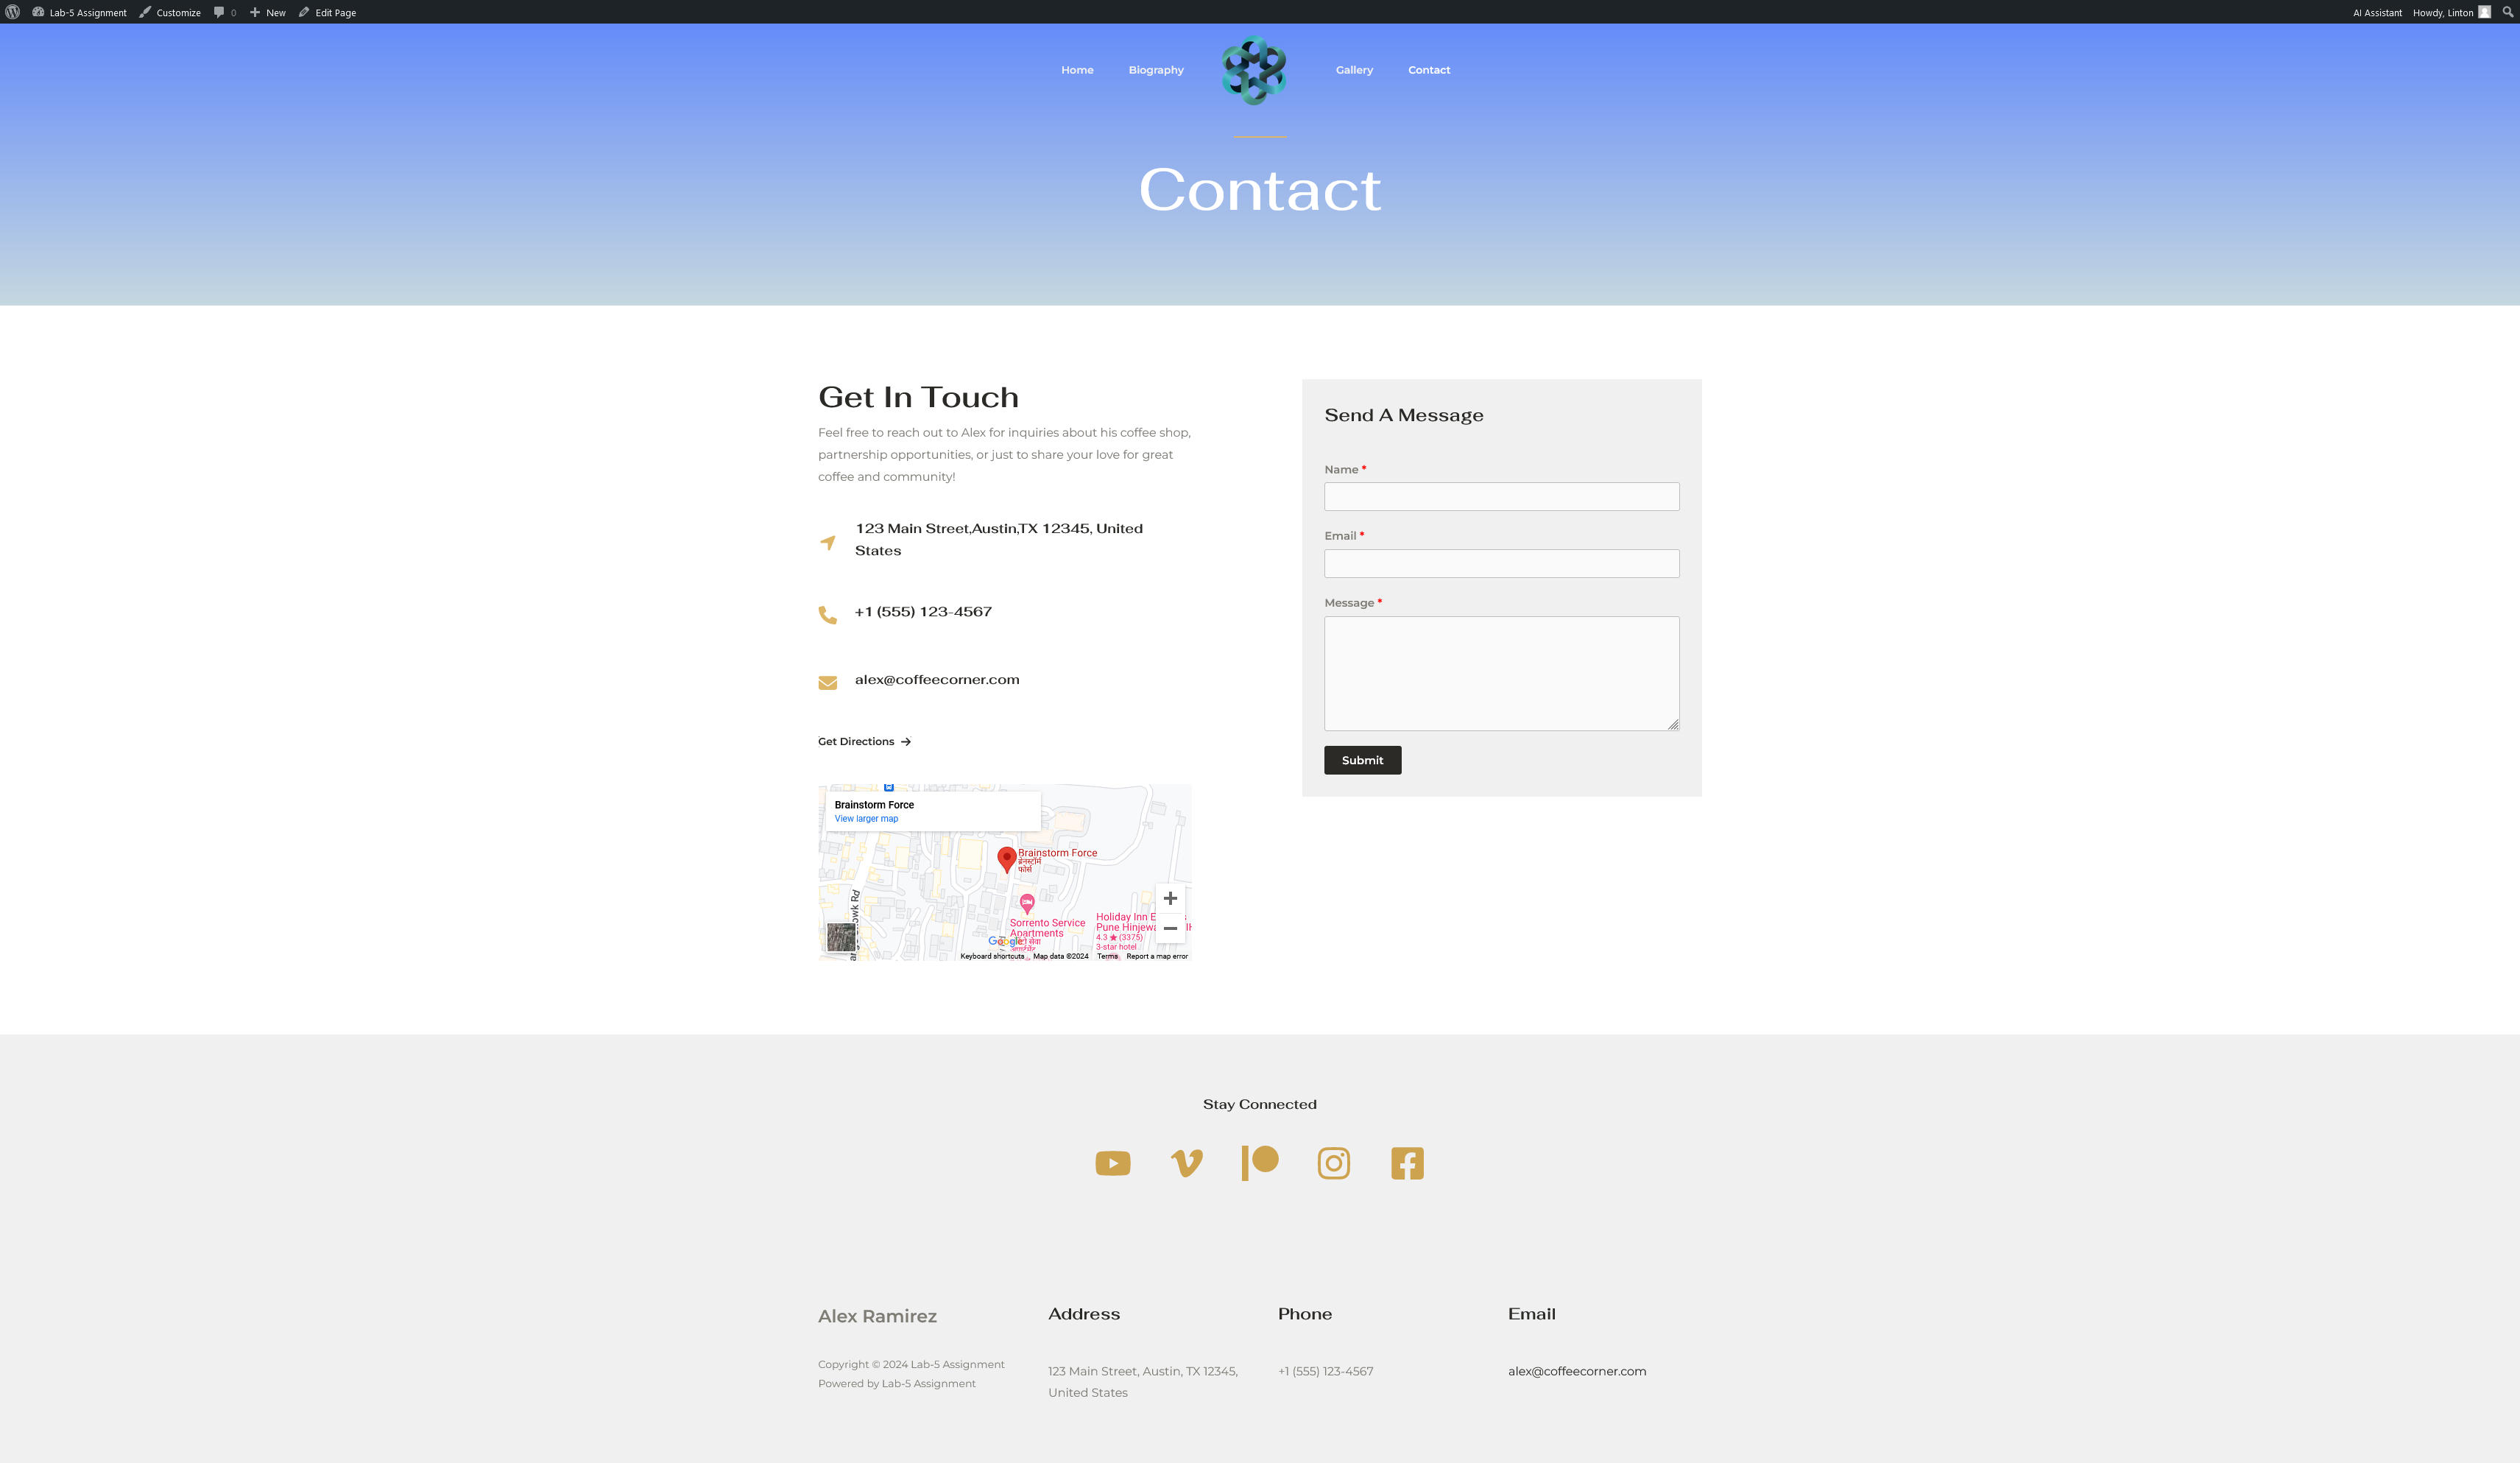 Lab-5 Assignment Customize 0 New Edit Page AI Assistant Howdy, Linton
Home Biography Gallery Contact
Contact
Get In Touch
Feel free to reach out to Alex for inquiries about his coffee shop,
partnership opportunities, or just to share your love for great
coffee and community!
123 Main Street,Austin,TX 12345, United
States
+1 (555) 123-4567
alex@coffeecorner.com
Get Directions
Brainstorm Force
View larger map
Brainstorm Force
ब्रेनस्टॉर्म
फोर्स
Sorrento Service
Apartments
Holiday Inn E
Pune Hinjewa
4.3 ★ (3375)
3-star hotel
Google
Keyboard shortcuts Map data ©2024 Terms Report a map error
Send A Message
Name *
Email *
Message *
Submit
Stay Connected
Alex Ramirez
Copyright © 2024 Lab-5 Assignment
Powered by Lab-5 Assignment
Address
123 Main Street, Austin, TX 12345,
United States
Phone
+1 (555) 123-4567
Email
alex@coffeecorner.com